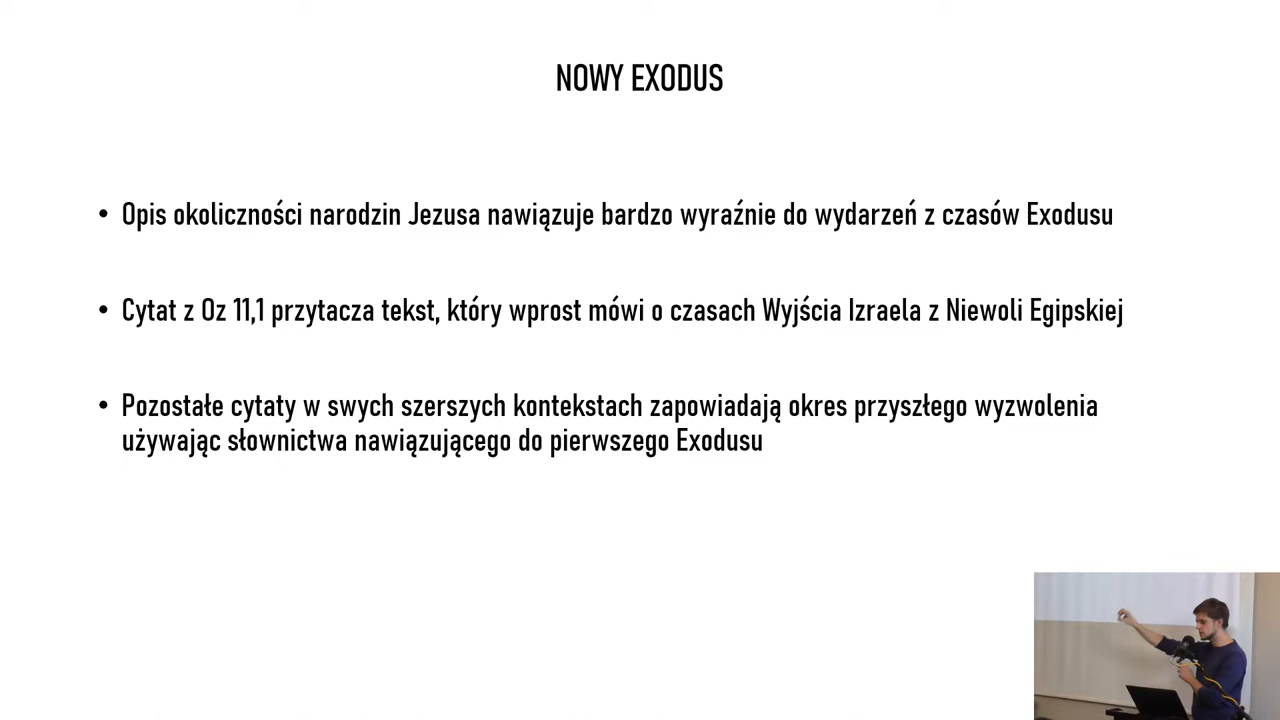 NOWY EXODUS
• Opis okoliczności narodzin Jezusa nawiązuje bardzo wyraźnie do wydarzeń z czasów Exodusu
• Cytat z Oz 11,1 przytacza tekst, który wprost mówi o czasach Wyjścia Izraela z Niewoli Egipskiej
• Pozostałe cytaty w swych szerszych kontekstach zapowiadają okres przyszłego wyzwolenia
używając słownictwa nawiązującego do pierwszego Exodusu